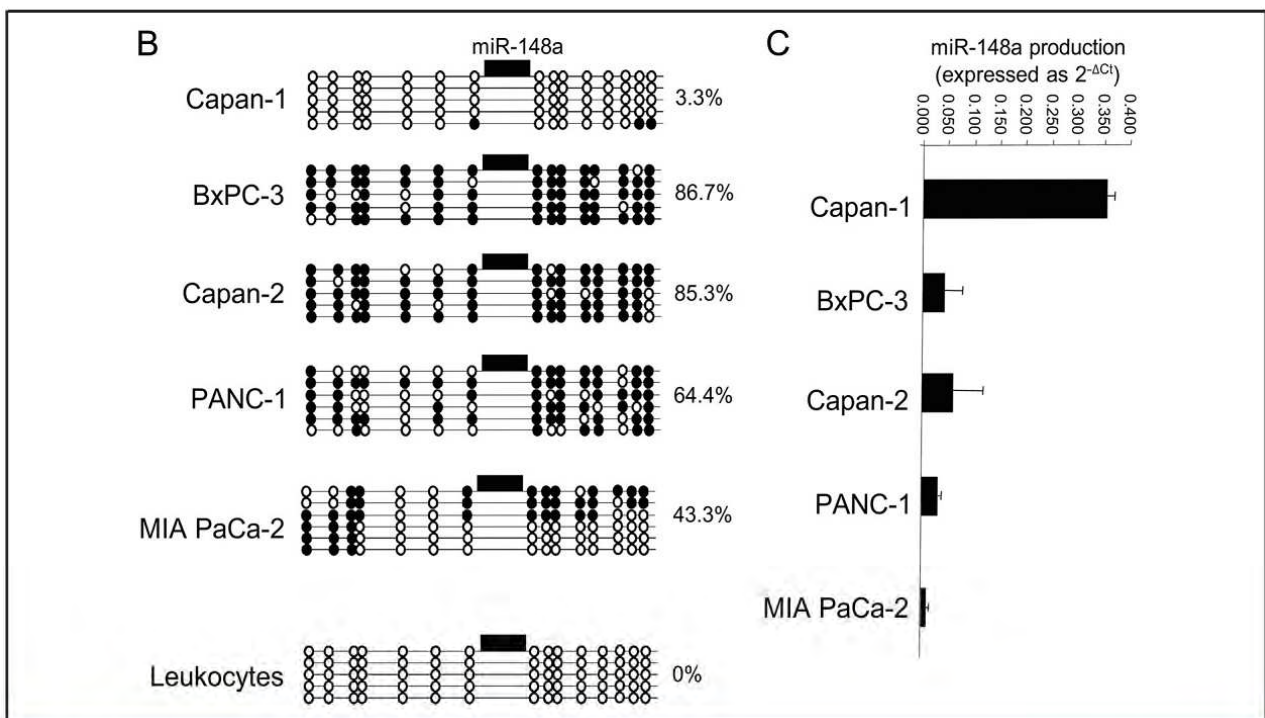 B
miR-148a
Capan-1
3.3%
BxPC-3
86.7%
Capan-2
85.3%
PANC-1
64.4%
MIA PaCa-2
43.3%
Leukocytes
0%
C
miR-148a production
(expressed as 2-ΔCt)
0.000
0.050
0.100
0.150
0.200
0.250
0.300
0.350
0.400
Capan-1
BxPC-3
Capan-2
PANC-1
MIA PaCa-2